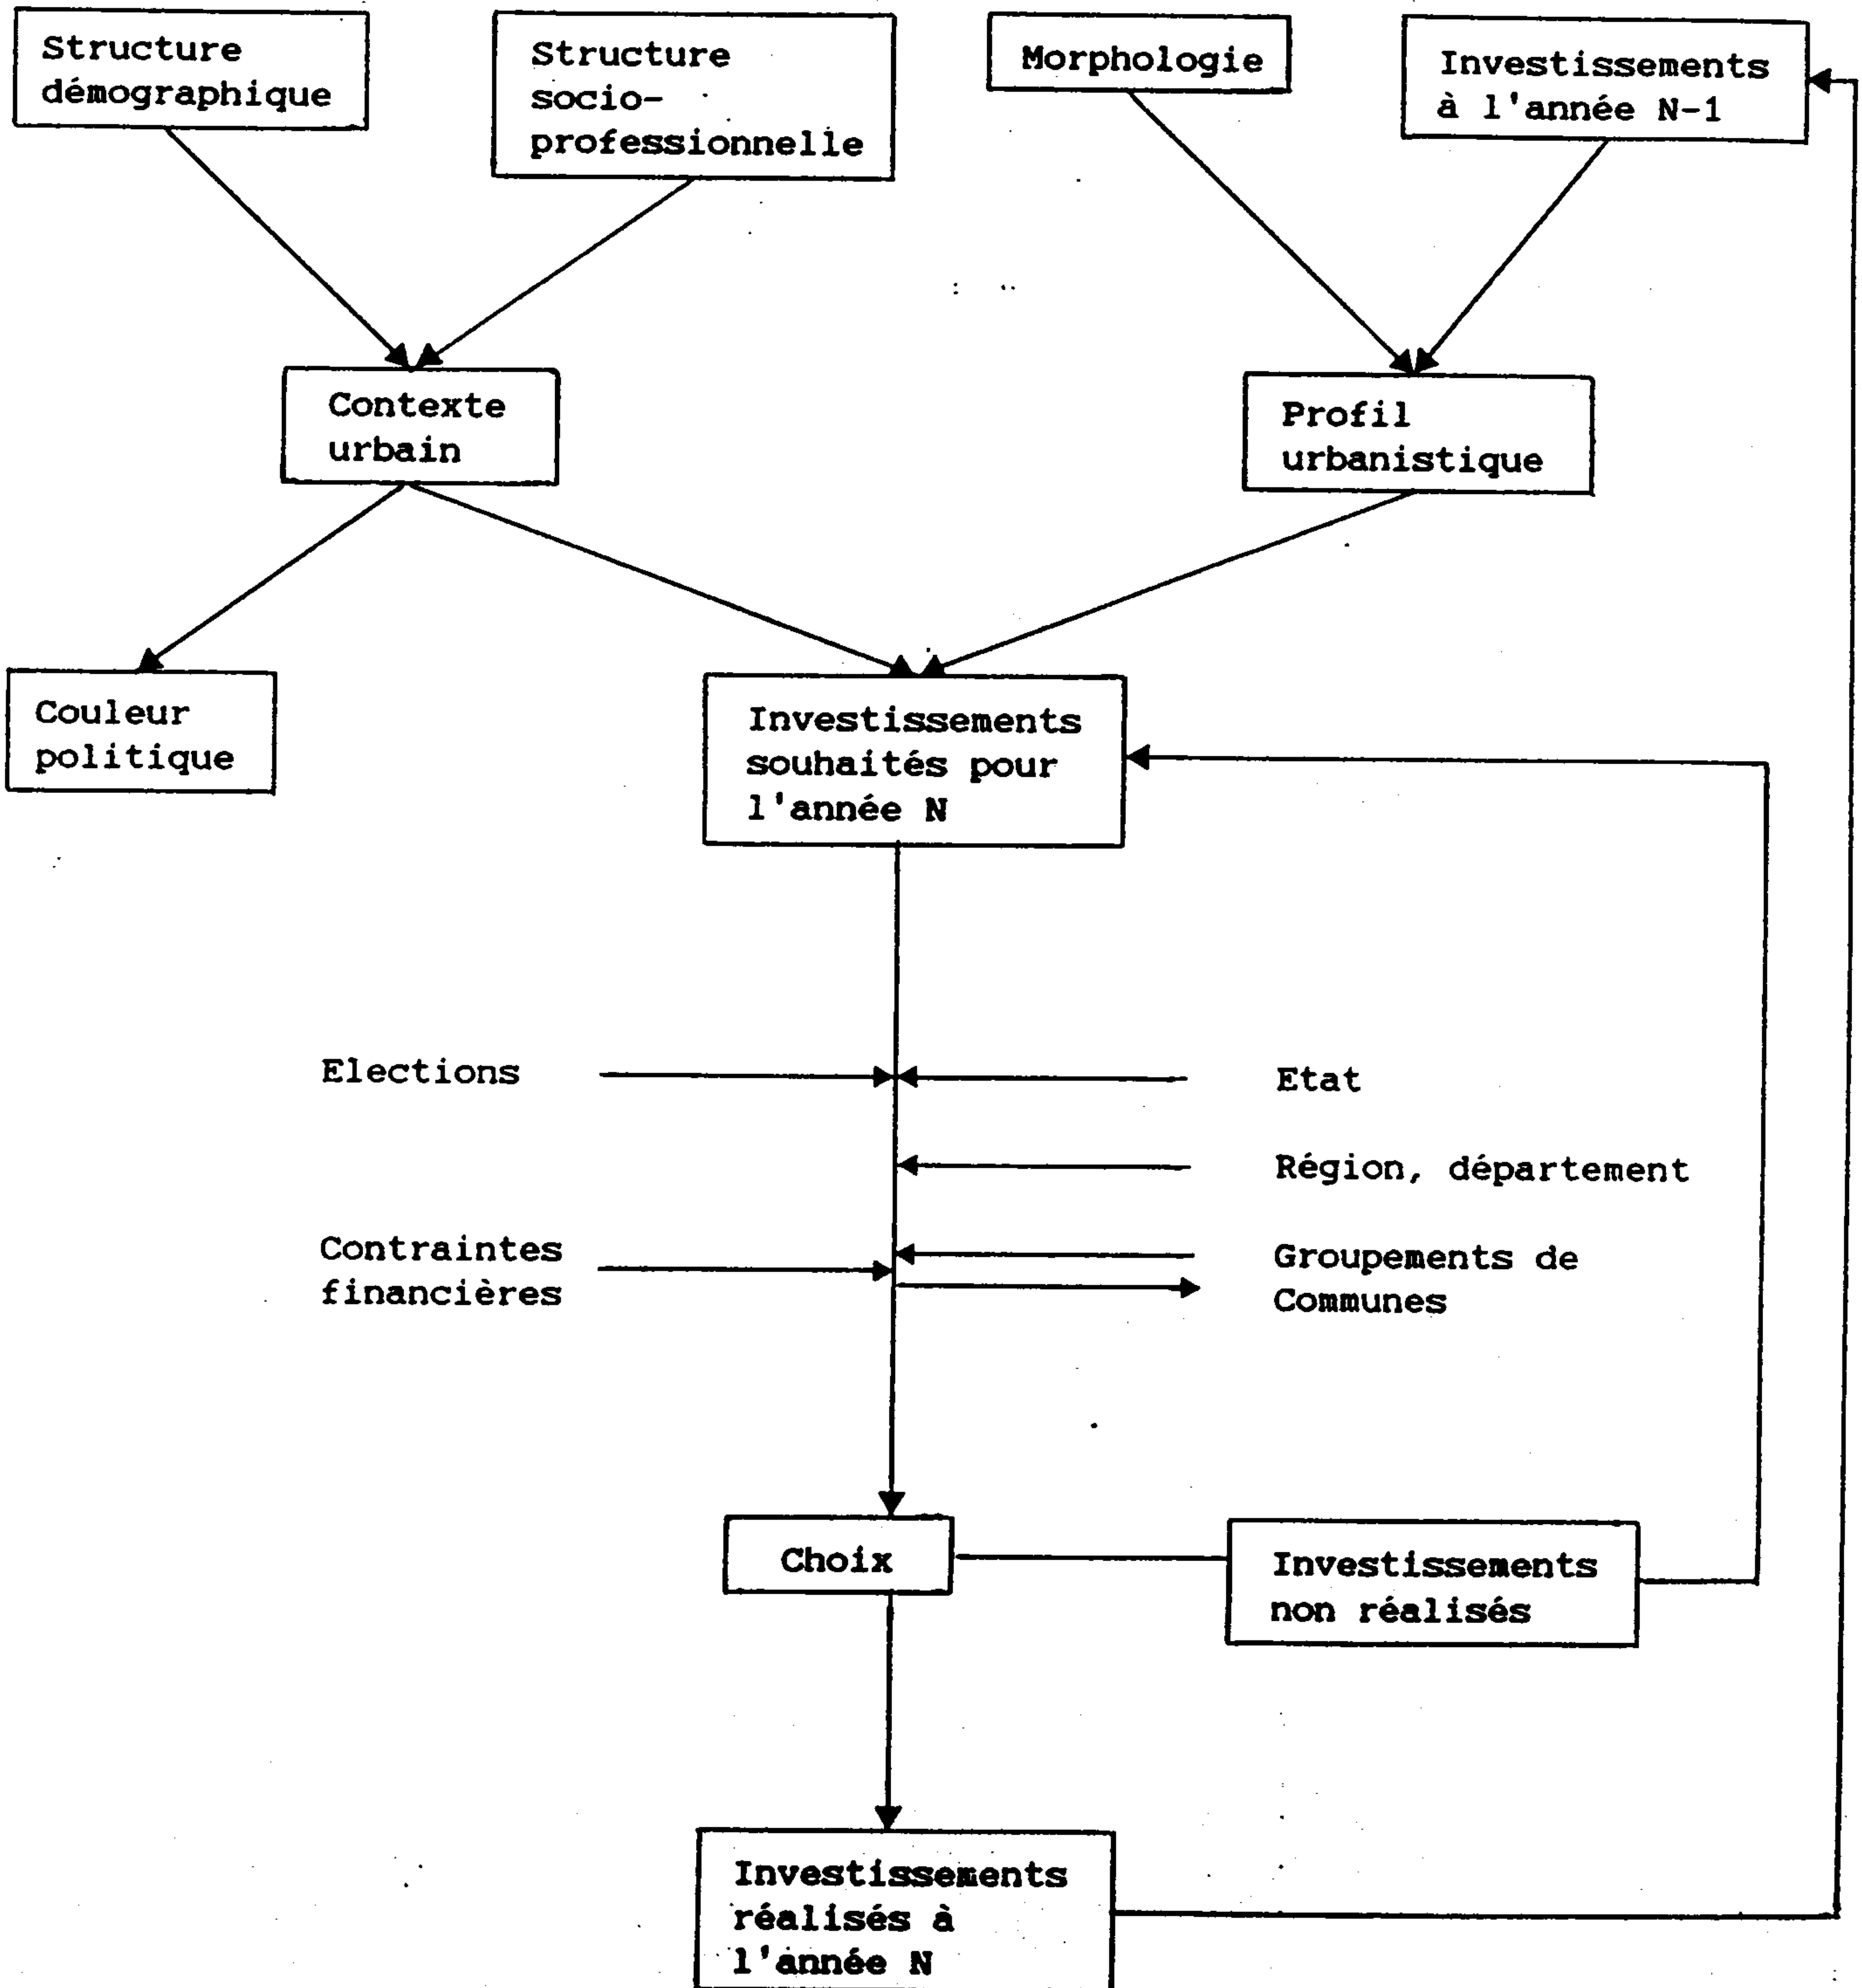 Structure
démographique
Structure
socio-
professionnelle
Morphologie
Investissements
à l'année N-1
Contexte
urbain
Profil
urbanistique
Couleur
politique
Investissements
souhaités pour
l'année N
Elections
Etat
Région, département
Contraintes
financières
Groupements de
Communes
Choix
Investissements
non réalisés
Investissements
réalisés à
l'année N